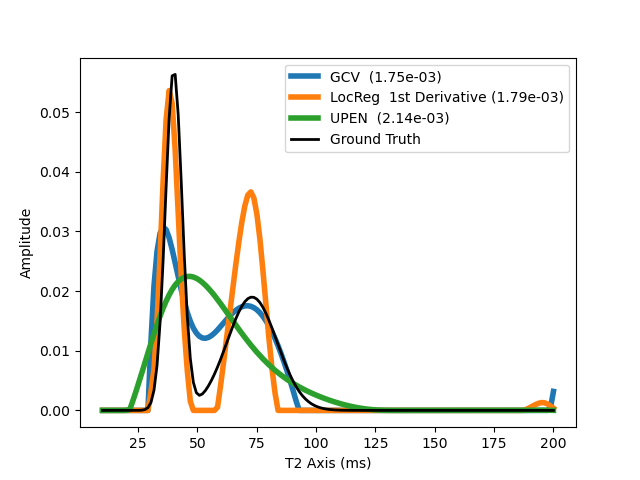 GCV (1.75e-03)
LocReg 1st Derivative (1.79e-03)
UPEN (2.14e-03)
Ground Truth
Amplitude
0.05
0.04
0.03
0.02
0.01
0.00
25 50 75 100 125 150 175 200
T2 Axis (ms)